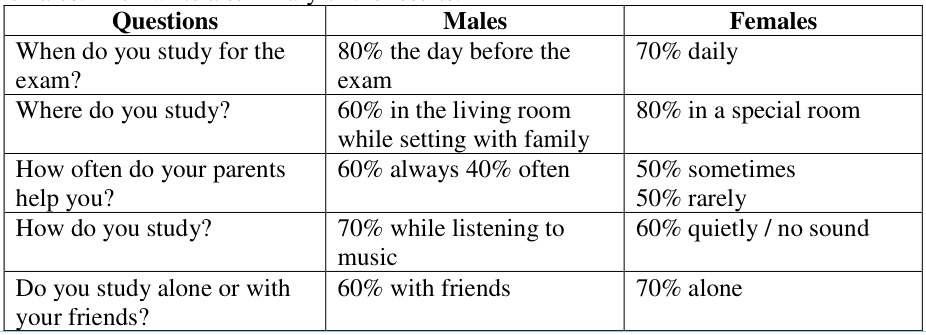 Questions Males Females
When do you study for the 80% the day before the 70% daily
exam? exam
Where do you study? 60% in the living room 80% in a special room
while setting with family
How often do your parents 60% always 40% often 50% sometimes
help you? 50% rarely
How do you study? 70% while listening to 60% quietly / no sound
music
Do you study alone or with 60% with friends 70% alone
your friends?